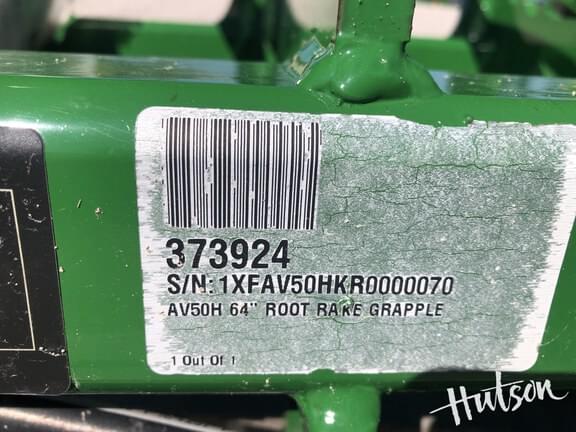 373924
S/N:1XFAV50HKR0000070
AV50H 64" ROOT RAKE GRAPPLE
1 Out Of 1
Hutson